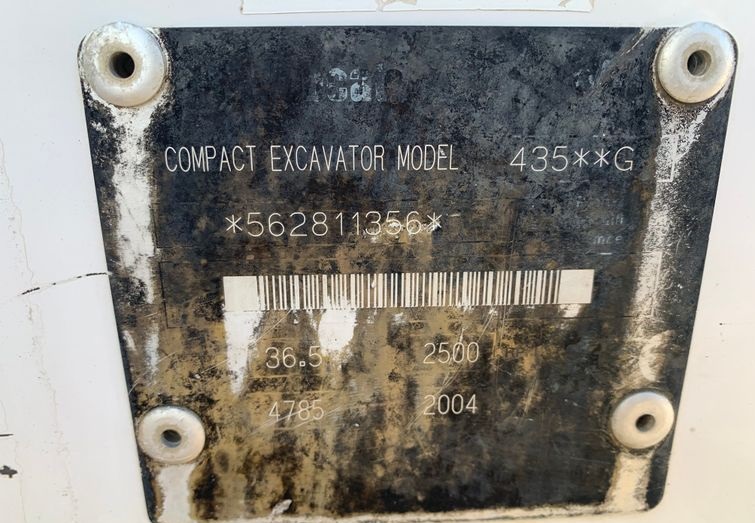 COMPACT EXCAVATOR MODEL 435**G
*562811356*
36.5 2500
4785 2004